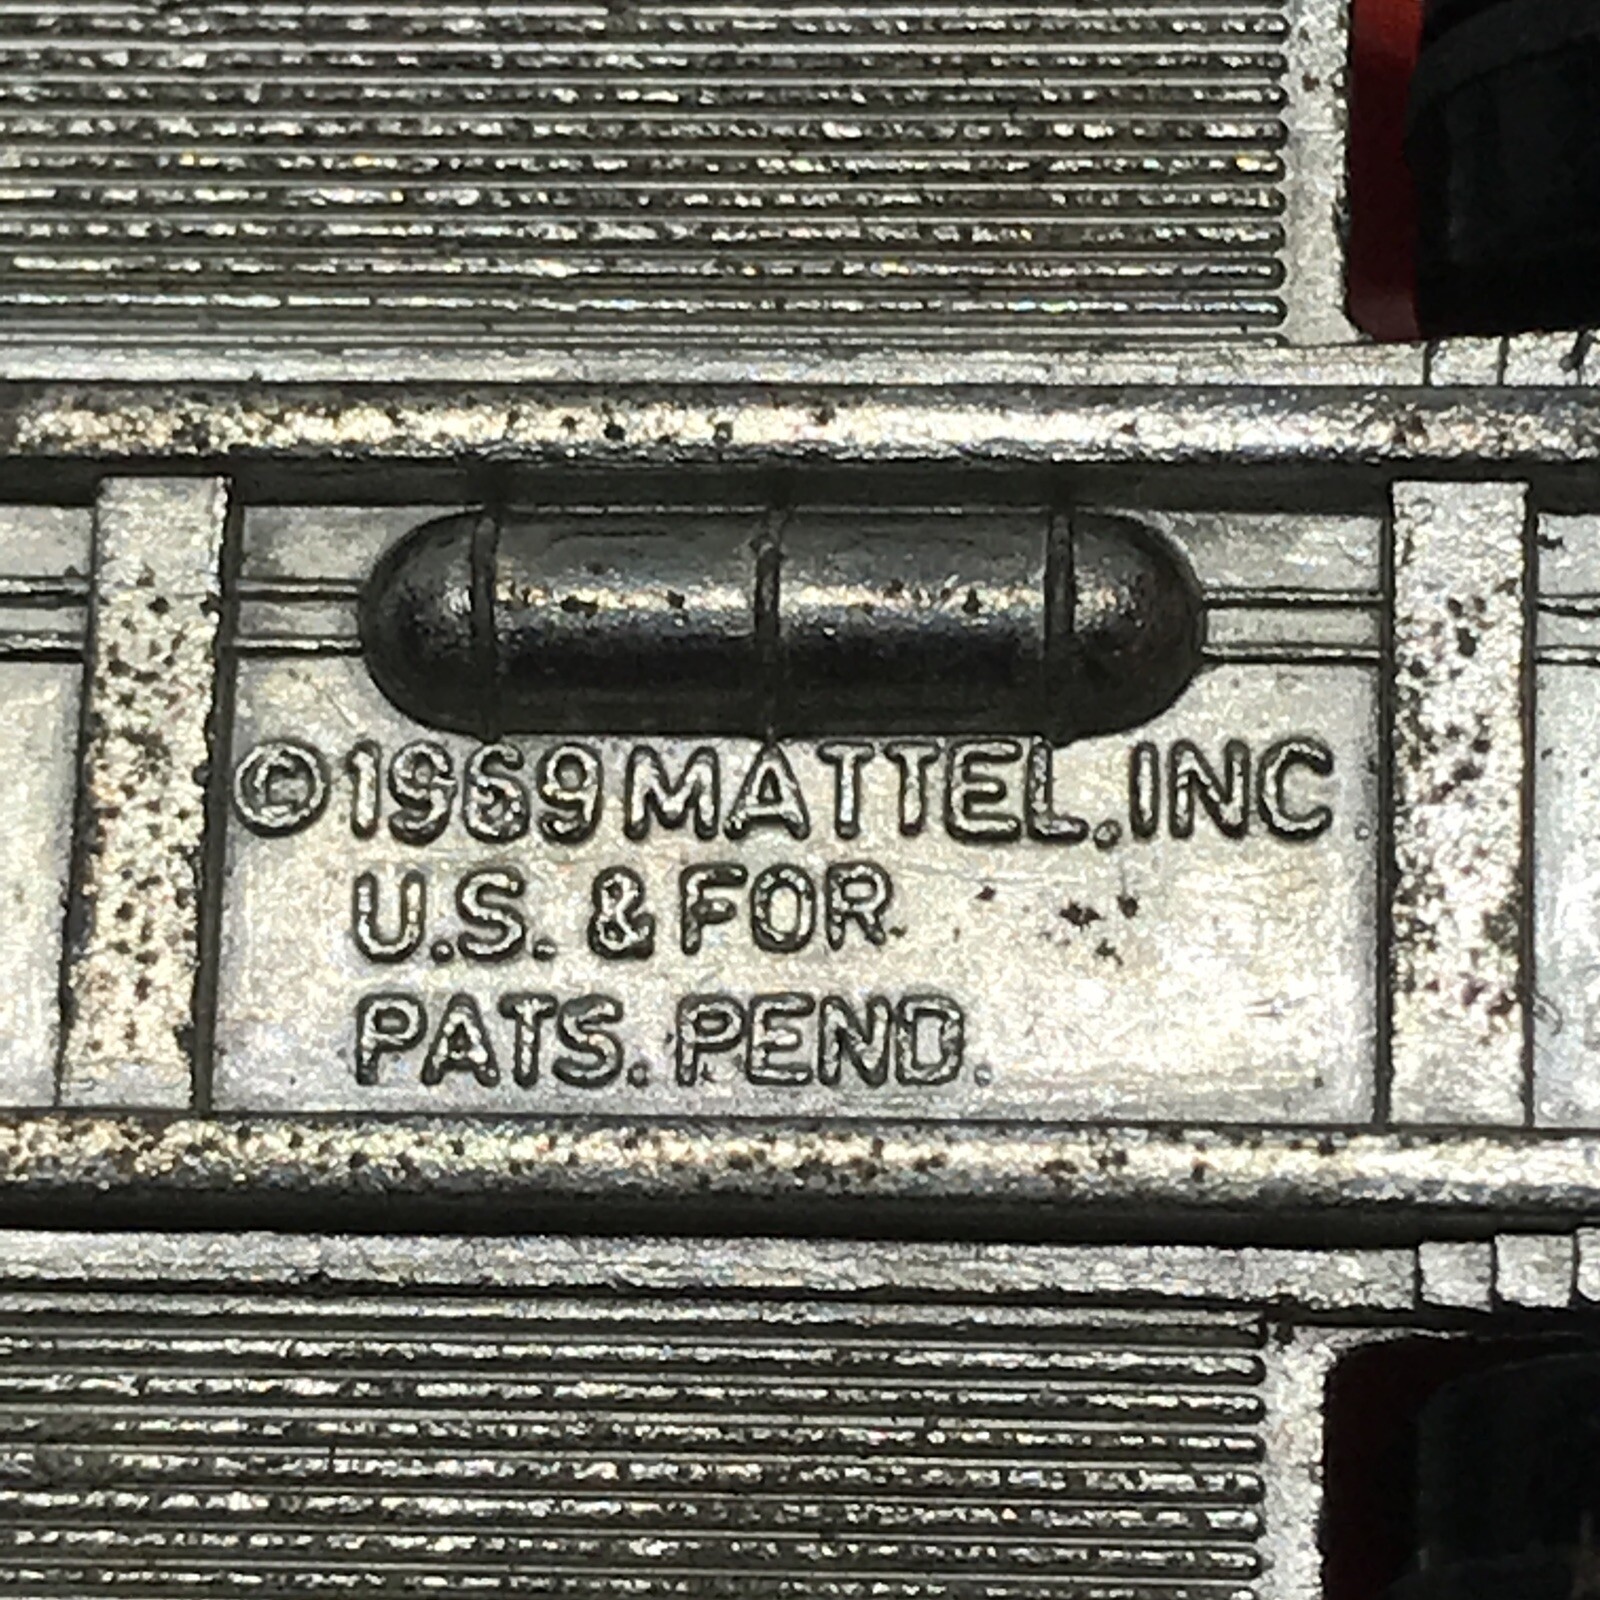 ©1969 MATTEL, INC.
U.S. & FOR.
PATS. PEND.